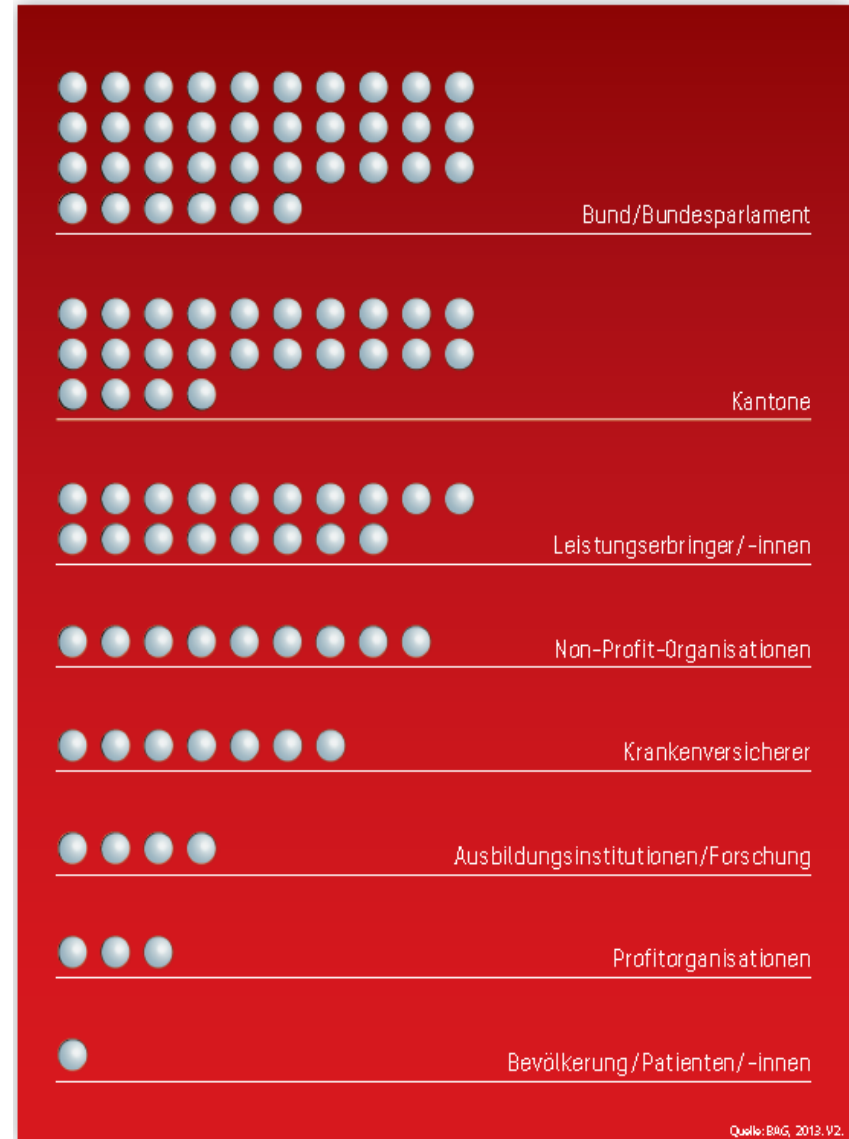 Bund/Bundesparlament
Kantone
Leistungserbringer/-innen
Non-Profit-Organisationen
Krankenversicherer
Ausbildungsinstitutionen/Forschung
Profitorganisationen
Bevölkerung/Patienten/-innen
Quelle: BAG, 2013. V2.